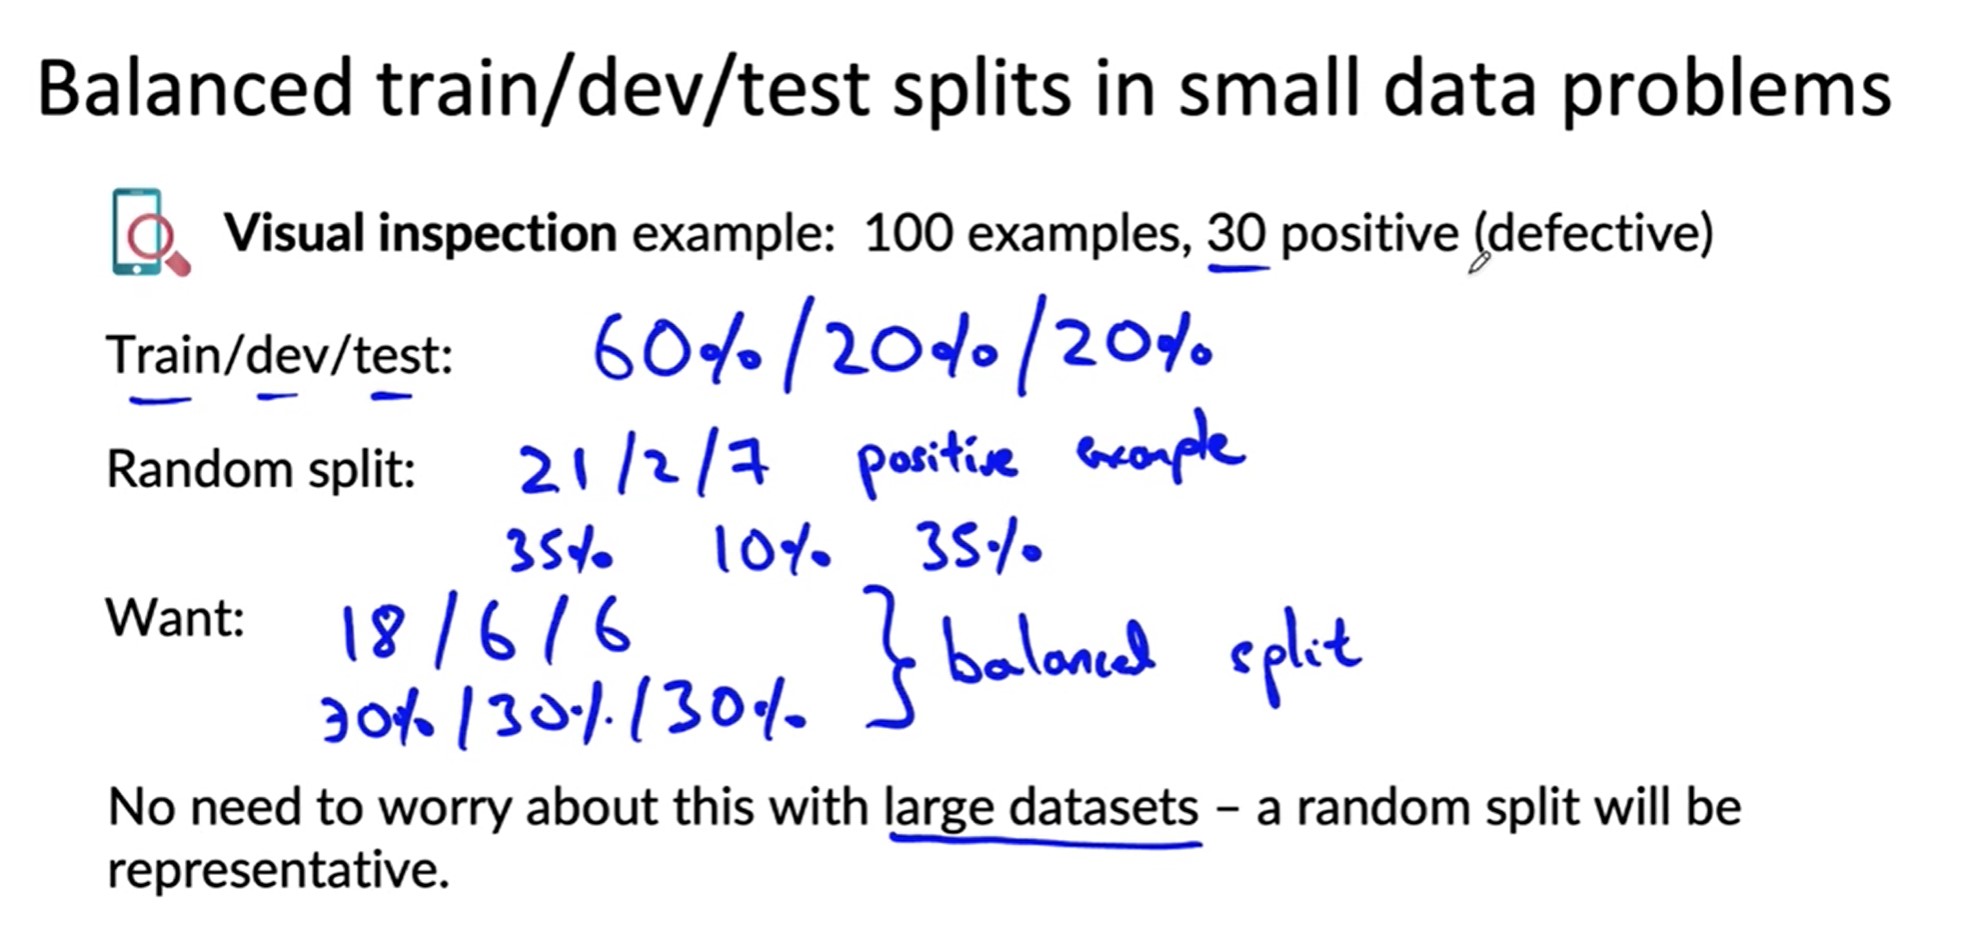 Balanced train/dev/test splits in small data problems
Visual inspection example: 100 examples, 30 positive (defective)
Train/dev/test: 60%/20%/20%
Random split: 21/2/7 positive example
35% 10% 35%
Want: 18/6/6
30%/30%/30% } balanced split
No need to worry about this with large datasets – a random split will be
representative.